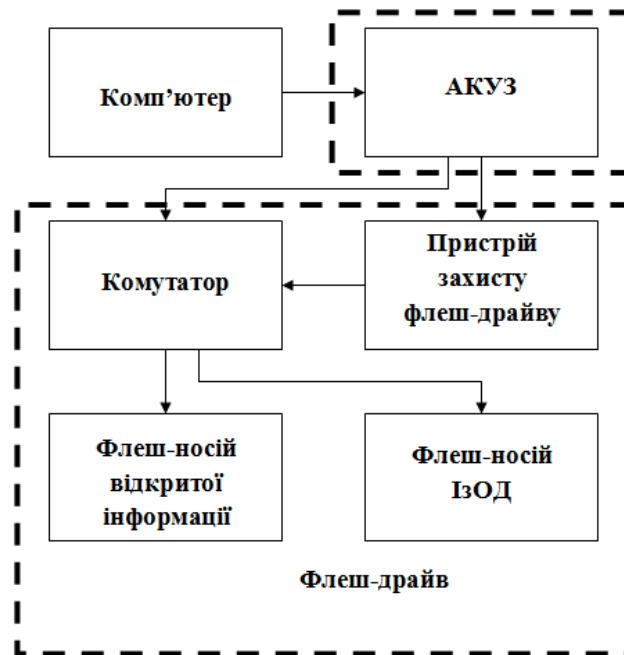 Комп’ютер
АКУЗ
Комутатор
Пристрій
захисту
флеш-драйву
Флеш-носій
відкритої
інформації
Флеш-носій
ІзОД
Флеш-драйв